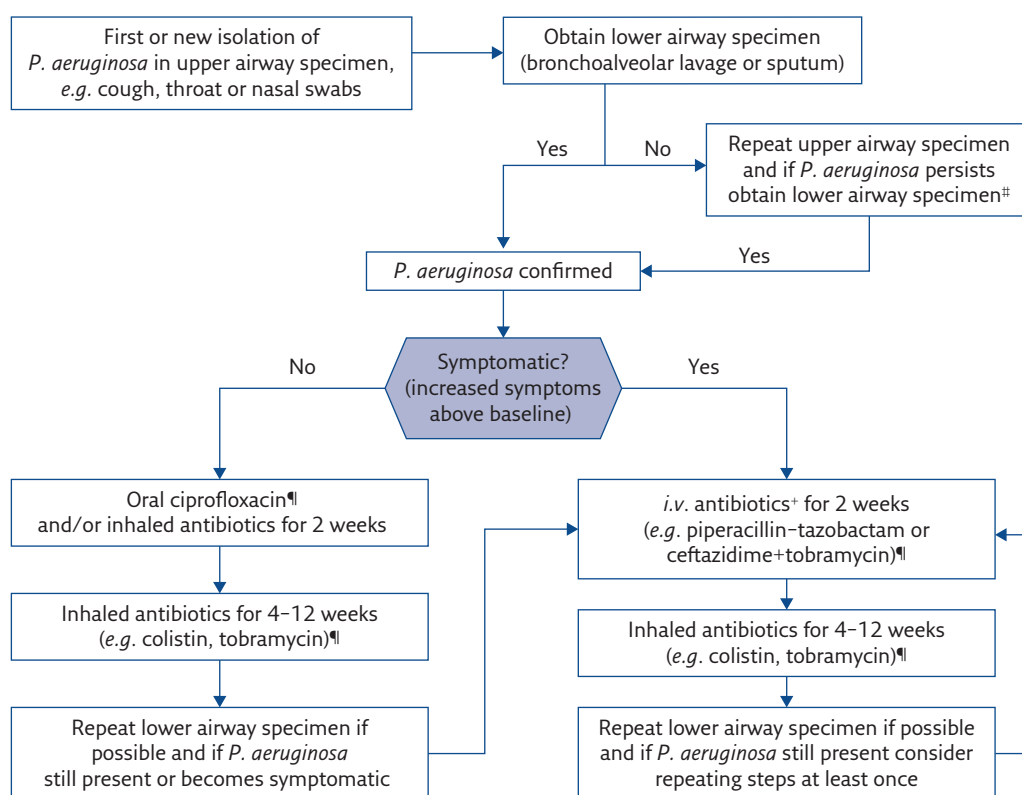 First or new isolation of
P. aeruginosa in upper airway specimen,
e.g. cough, throat or nasal swabs
Obtain lower airway specimen
(bronchoalveolar lavage or sputum)
Yes
No
Repeat upper airway specimen
and if P. aeruginosa persists
obtain lower airway specimen#
Yes
P. aeruginosa confirmed
Symptomatic?
(increased symptoms
above baseline)
No
Yes
Oral ciprofloxacin¶
and/or inhaled antibiotics for 2 weeks
Inhaled antibiotics for 4–12 weeks
(e.g. colistin, tobramycin)¶
Repeat lower airway specimen if
possible and if P. aeruginosa
still present or becomes symptomatic
i.v. antibiotics+ for 2 weeks
(e.g. piperacillin–tazobactam or
ceftazidime+tobramycin)¶
Inhaled antibiotics for 4–12 weeks
(e.g. colistin, tobramycin)¶
Repeat lower airway specimen if possible
and if P. aeruginosa still present consider
repeating steps at least once